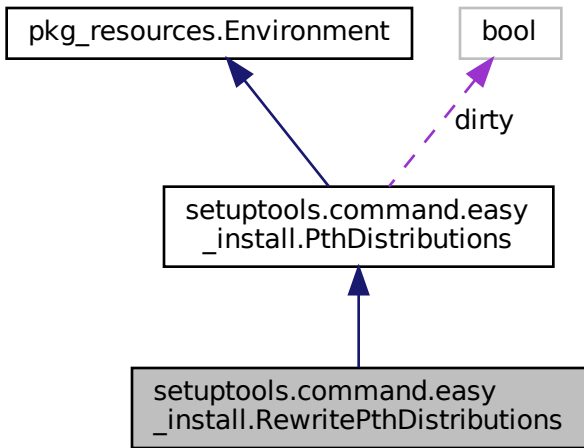 pkg_resources.Environment
bool
dirty
setuptools.command.easy
_install.PthDistributions
setuptools.command.easy
_install.RewritePthDistributions